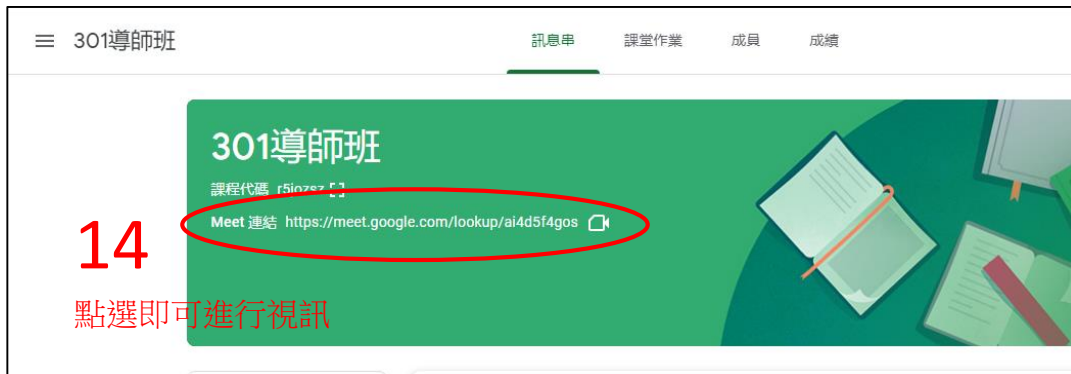 301導師班
訊息串 課堂作業 成員 成績
301導師班
課程代碼
Meet 連結 https://meet.google.com/lookup/ai4d5f4gos
14
點選即可進行視訊